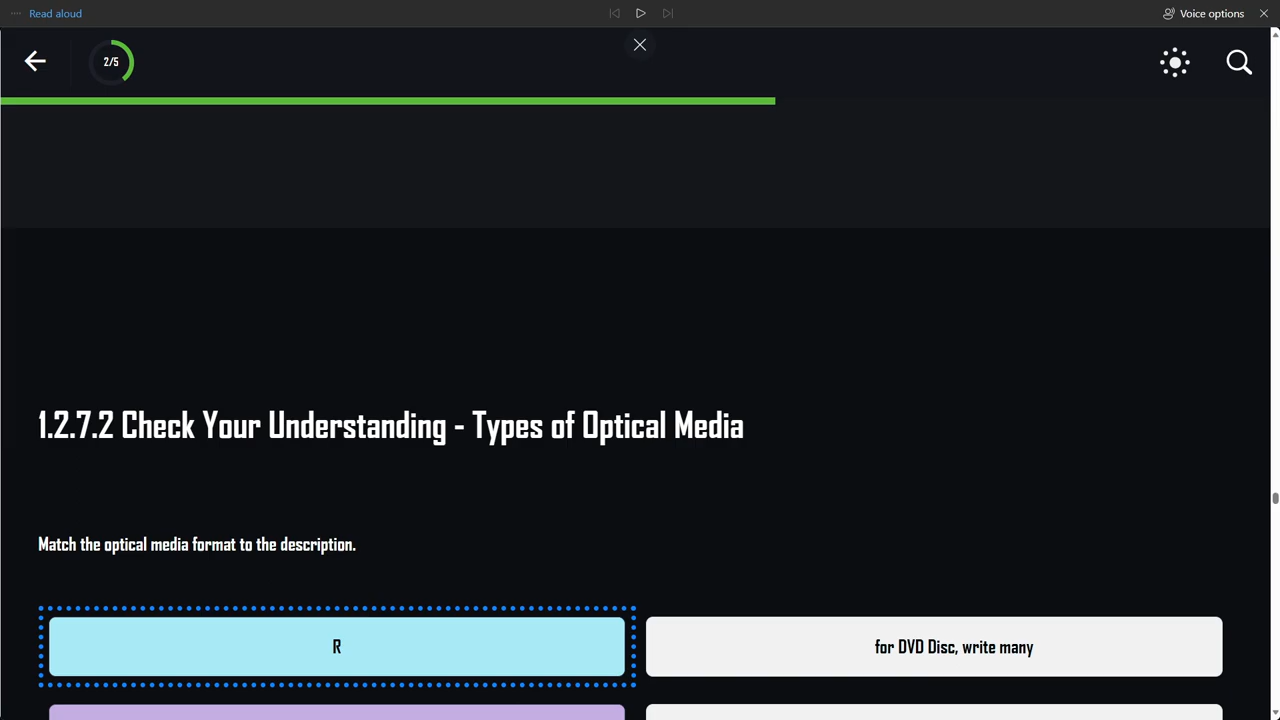 Read aloud
Voice options
2/5
1.2.7.2 Check Your Understanding - Types of Optical Media
Match the optical media format to the description.
R
for DVD Disc, write many